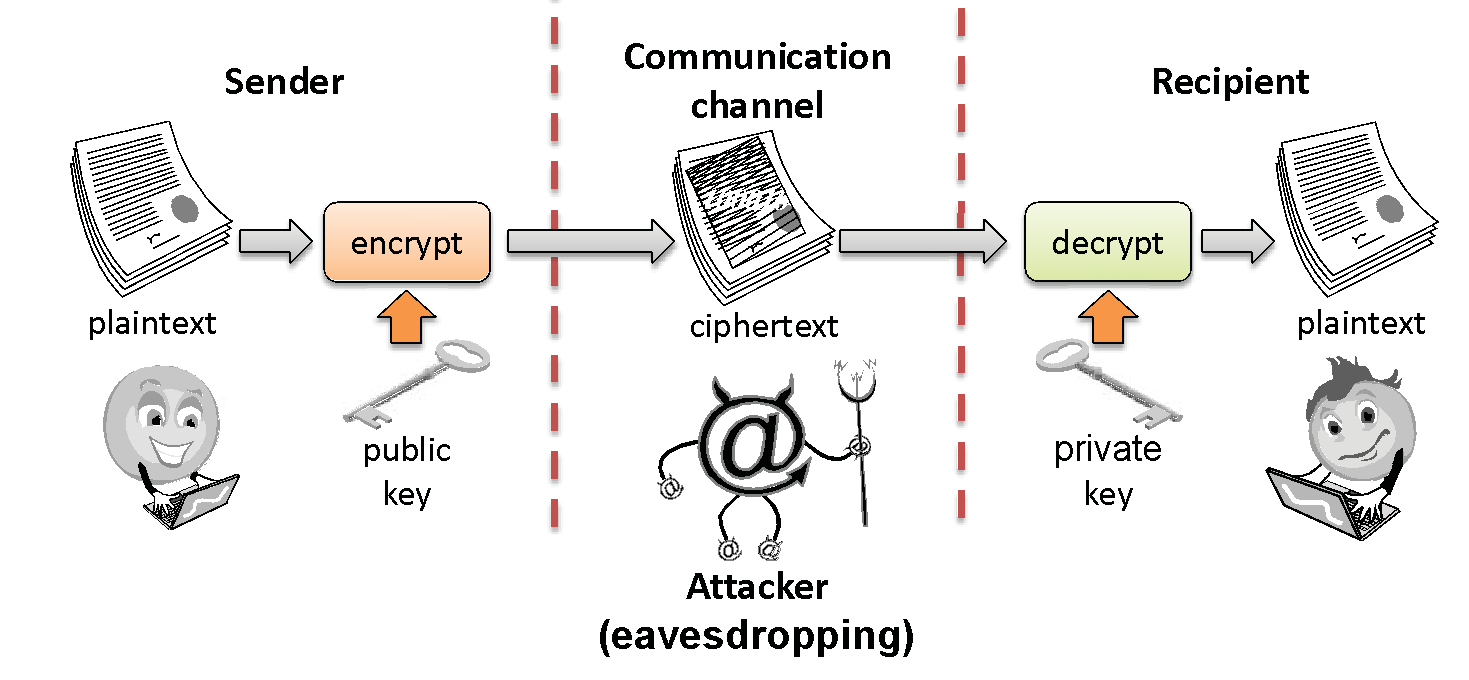 Sender
Communication
channel
Recipient
encrypt
decrypt
plaintext
ciphertext
plaintext
public
key
private
key
@
@
@
@
@
@
Attacker
(eavesdropping)